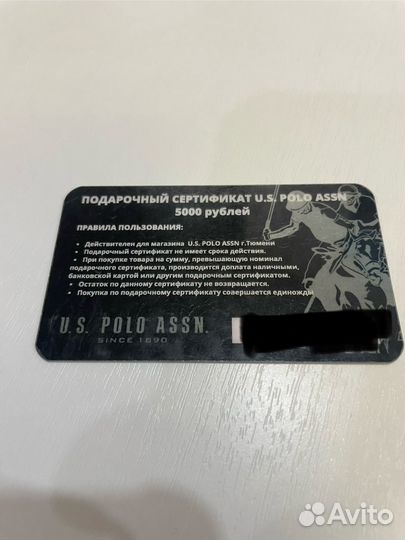 ПОДАРОЧНЫЙ СЕРТИФИКАТ U.S. POLO ASSN
5000 рублей
ПРАВИЛА ПОЛЬЗОВАНИЯ:
• Действителен для магазина U.S. POLO ASSN г.Тюмени
• Подарочный сертификат не имеет срока действия.
• При покупке товара на сумму, превышающую номинал
подарочного сертификата, производится доплата наличными,
банковской картой или другим подарочным сертификатом.
• Остаток по данному сертификату не возвращается.
• Покупка по подарочному сертификату совершается единожды
U.S. POLO ASSN.
SINCE 1890
Avito